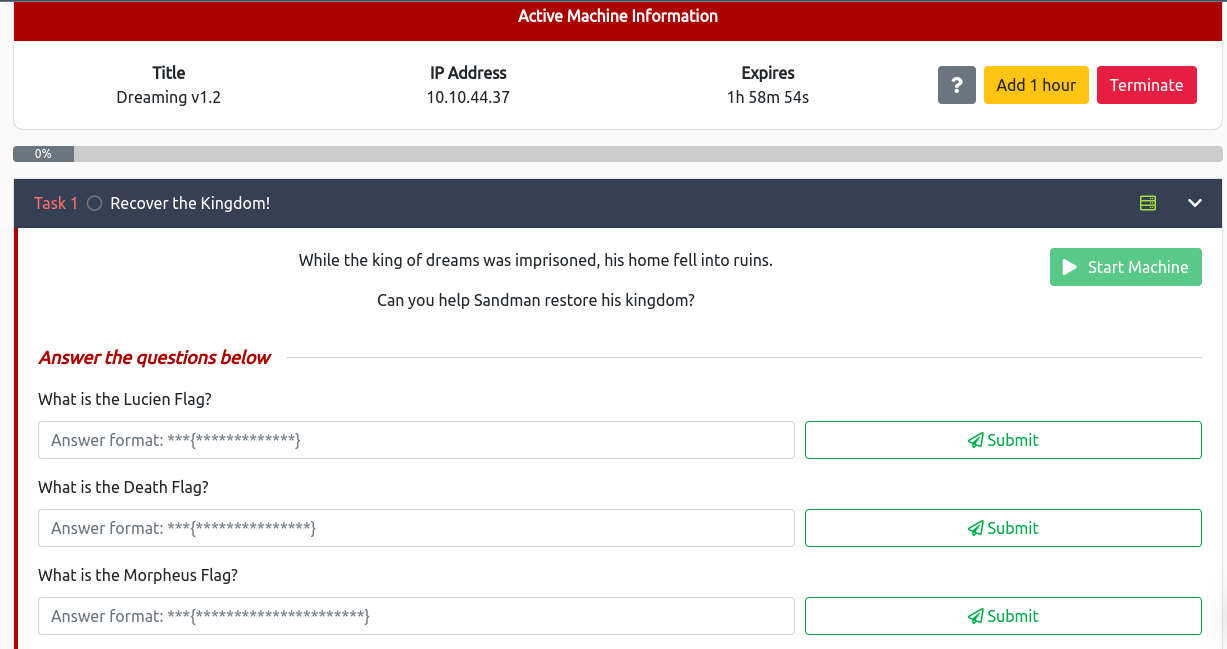 Active Machine Information
Title IP Address Expires
Dreaming v1.2 10.10.44.37 1h 58m 54s ? Add 1 hour Terminate
0%
Task 1 Recover the Kingdom!
While the king of dreams was imprisoned, his home fell into ruins.
Start Machine
Can you help Sandman restore his kingdom?
Answer the questions below
What is the Lucien Flag?
Answer format: ***{*************} Submit
What is the Death Flag?
Answer format: ***{***************} Submit
What is the Morpheus Flag?
Answer format: ***{**********************} Submit